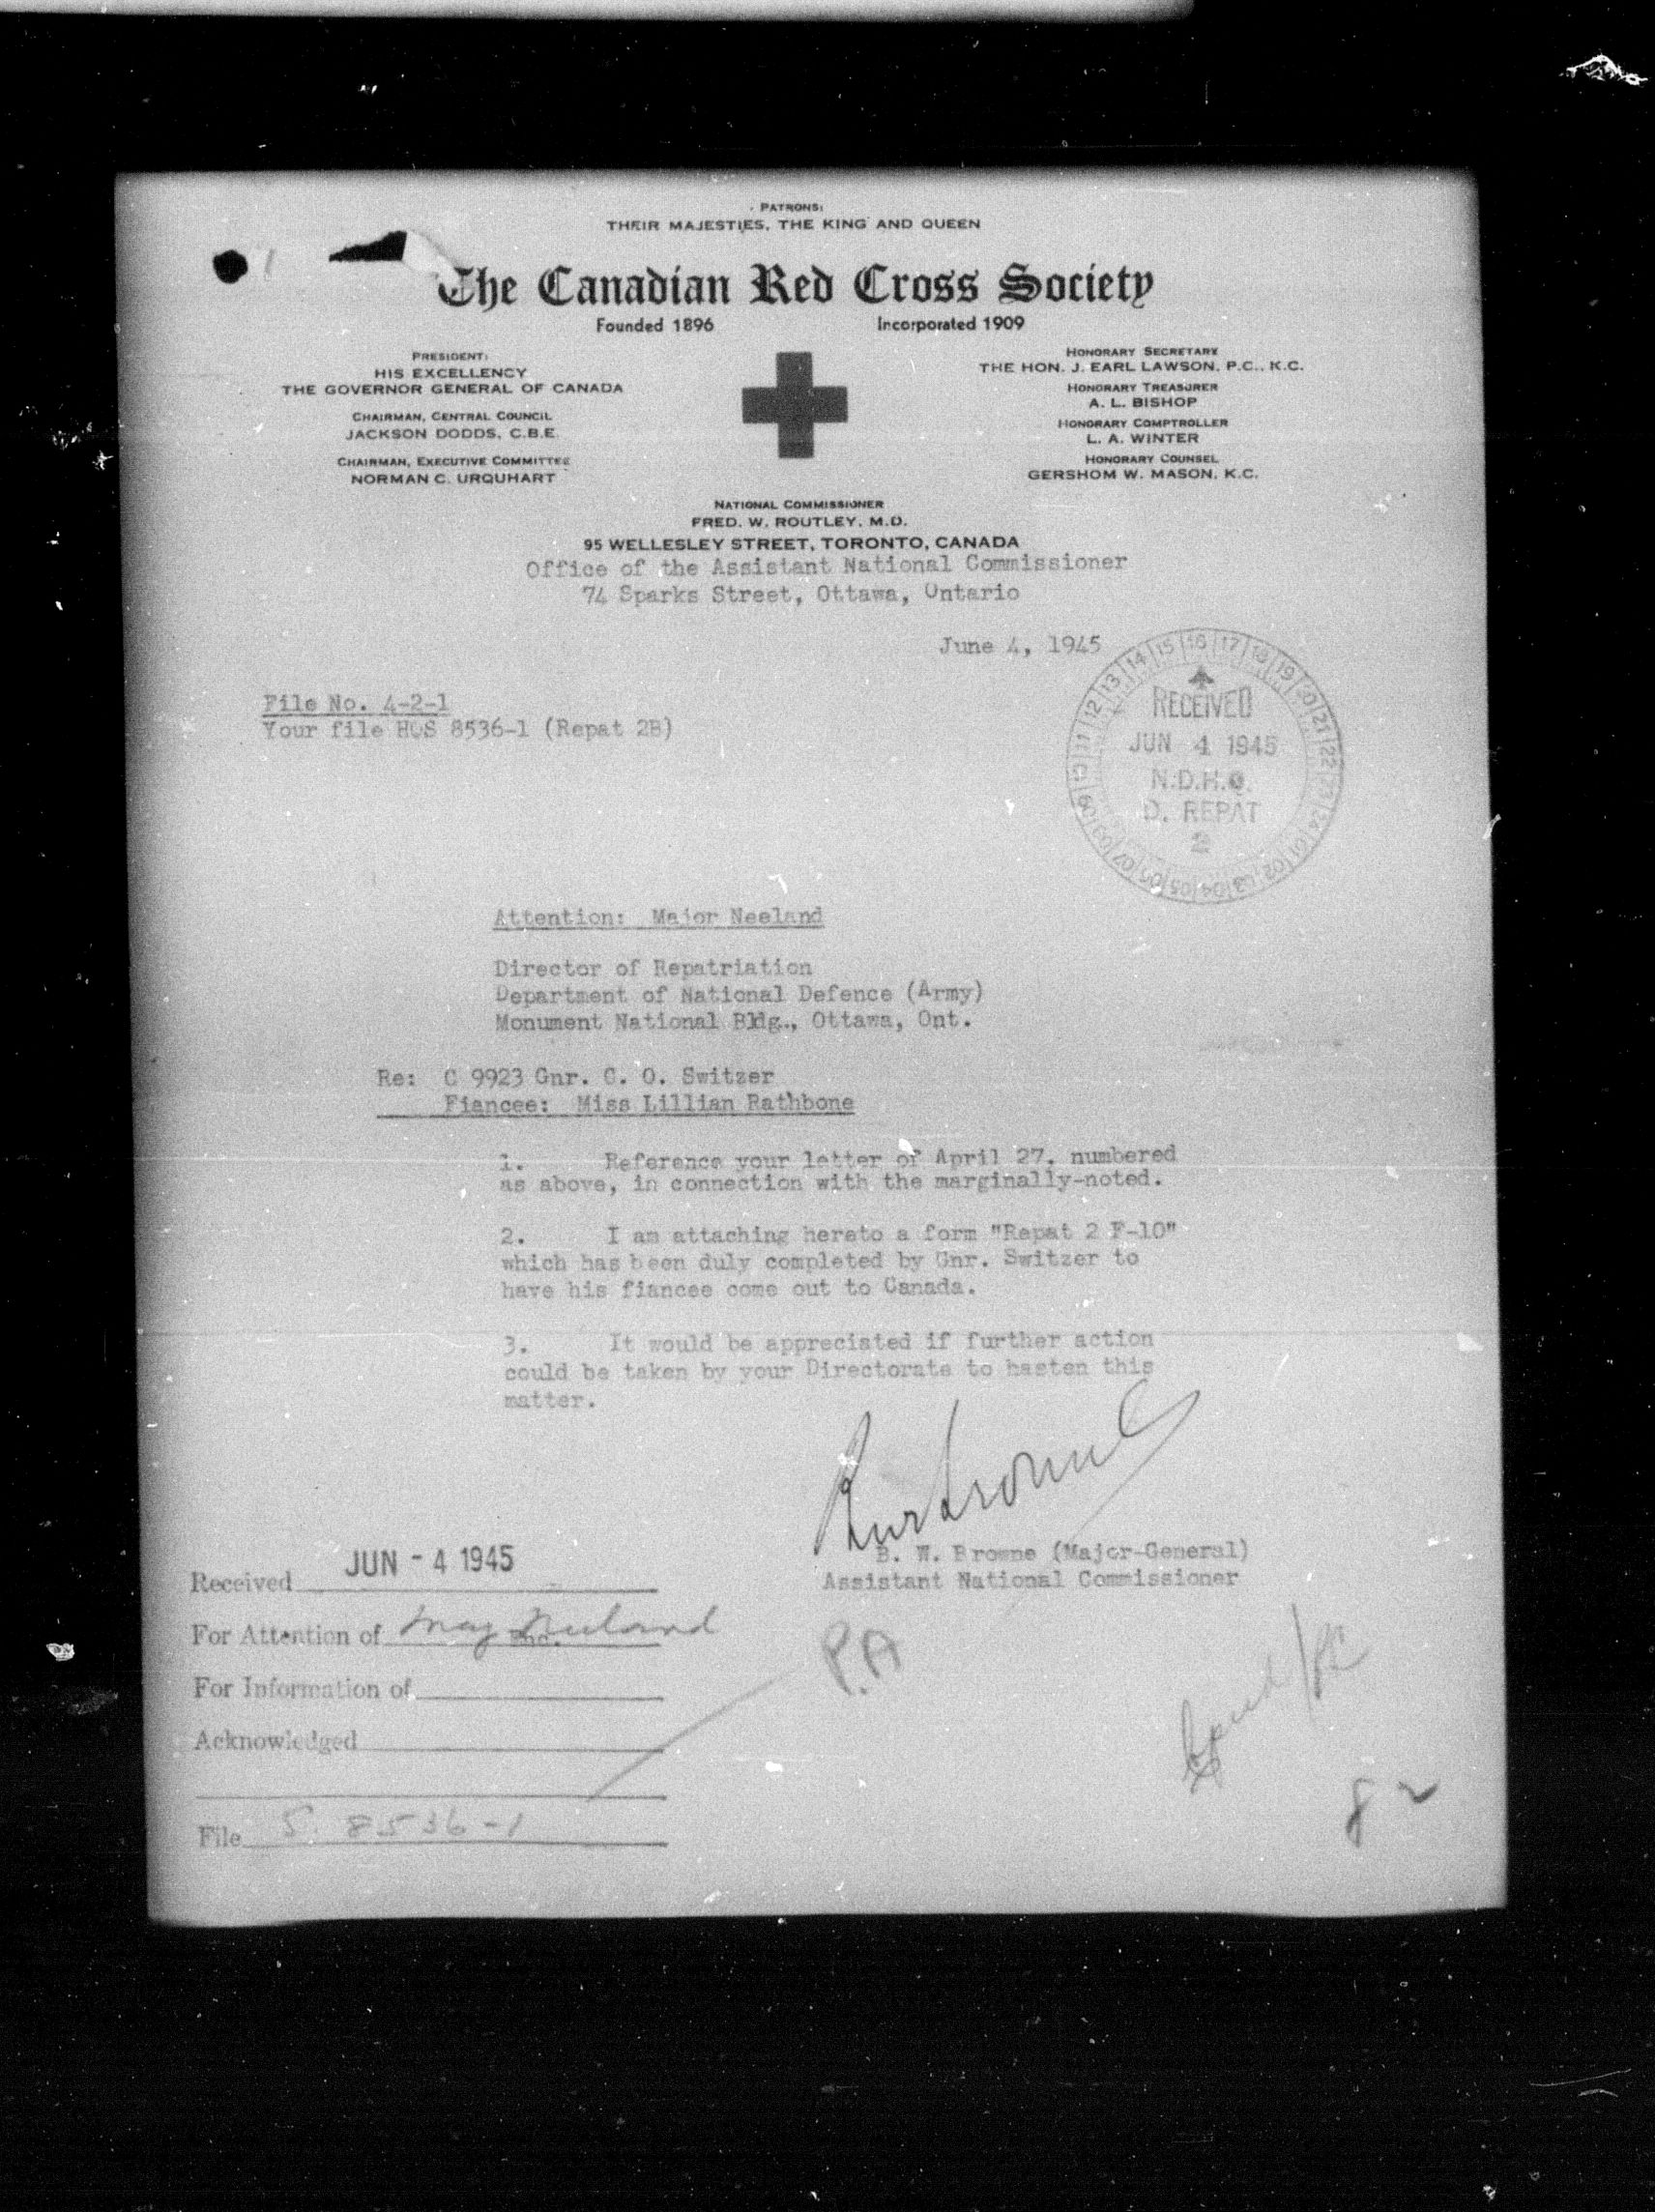 PATRONS:
THEIR MAJESTIES, THE KING AND QUEEN
The Canadian Red Cross Society
Founded 1896
Incorporated 1909
PRESIDENT:
HIS EXCELLENCY
THE GOVERNOR GENERAL OF CANADA
CHAIRMAN, CENTRAL COUNCIL
JACKSON DODDS, C.B.E.
CHAIRMAN, EXECUTIVE COMMITTEE
NORMAN C. URQUHART
HONORARY SECRETARY
THE HON. J. EARL LAWSON, P.C., K.C.
HONORARY TREASURER
A. L. BISHOP
HONORARY COMPTROLLER
L. A. WINTER
HONORARY COUNSEL
GERSHOM W. MASON, K.C.
NATIONAL COMMISSIONER
FRED. W. ROUTLEY, M.D.
95 WELLESLEY STREET, TORONTO, CANADA
Office of the Assistant National Commissioner
74 Sparks Street, Ottawa, Ontario
June 4, 1945
RECEIVED
JUN 4 1945
N.D.H.Q.
D. REPAT
2
File No. 4-2-1
Your file HQS 8536-1 (Repat 2B)
Attention: Major Neeland
Director of Repatriation
Department of National Defence (Army)
Monument National Bldg., Ottawa, Ont.
Re: C 9923 Gnr. C. O. Switzer
Fiancee: Miss Lillian Rathbone
1. Reference your letter of April 27, numbered
as above, in connection with the marginally-noted.
2. I am attaching hereto a form "Repat 2 F-10"
which has been duly completed by Gnr. Switzer to
have his fiancee come out to Canada.
3. It would be appreciated if further action
could be taken by your Directorate to hasten this
matter.
B. W. Browne (Major-General)
Assistant National Commissioner
Received JUN - 4 1945
For Attention of Maj Neeland
For Information of
Acknowledged
File S. 8536-1
P.A
82